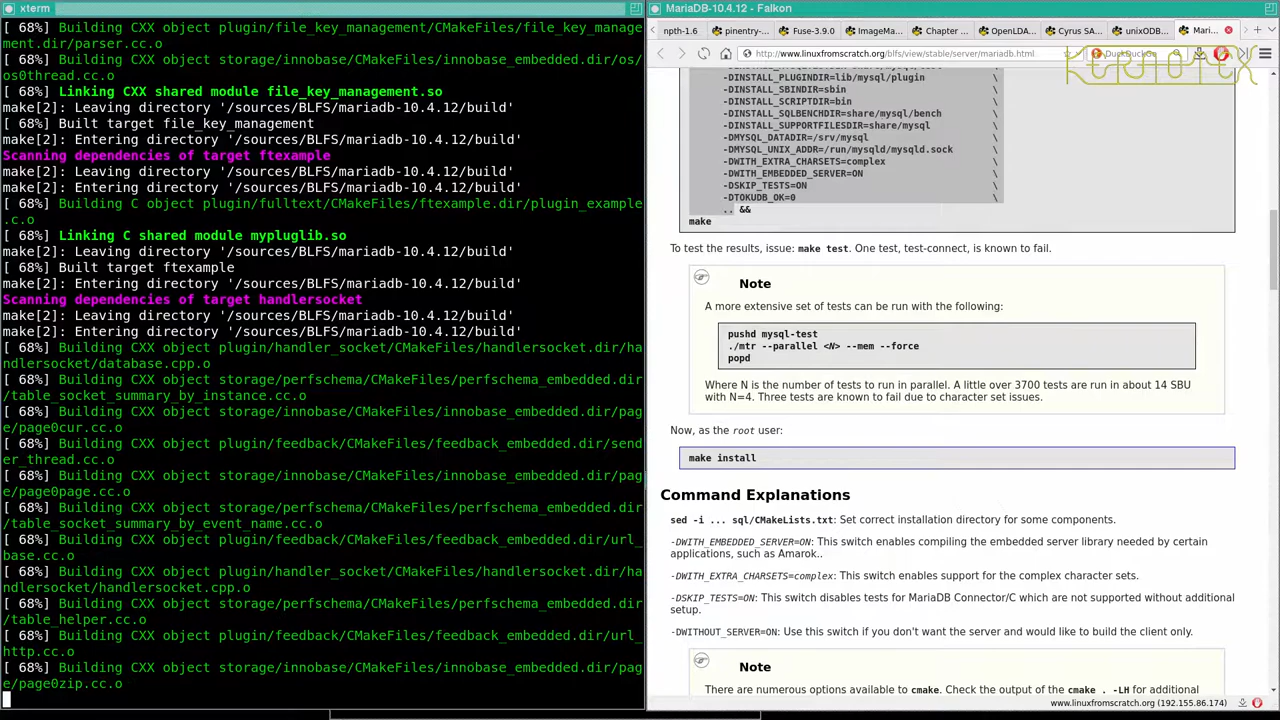 xterm
[ 68%] Building CXX object plugin/file_key_management/CMakeFiles/file_key_manage
ment.dir/parser.cc.o
[ 68%] Building CXX object storage/innobase/CMakeFiles/innobase_embedded.dir/os/
os0thread.cc.o
[ 68%] Linking CXX shared module file_key_management.so
make[2]: Leaving directory '/sources/BLFS/mariadb-10.4.12/build'
[ 68%] Built target file_key_management
make[2]: Entering directory '/sources/BLFS/mariadb-10.4.12/build'
Scanning dependencies of target ftexample
make[2]: Leaving directory '/sources/BLFS/mariadb-10.4.12/build'
make[2]: Entering directory '/sources/BLFS/mariadb-10.4.12/build'
[ 68%] Building C object plugin/fulltext/CMakeFiles/ftexample.dir/plugin_example
.c.o
[ 68%] Linking C shared module mypluglib.so
make[2]: Leaving directory '/sources/BLFS/mariadb-10.4.12/build'
[ 68%] Built target ftexample
make[2]: Entering directory '/sources/BLFS/mariadb-10.4.12/build'
Scanning dependencies of target handlersocket
make[2]: Leaving directory '/sources/BLFS/mariadb-10.4.12/build'
make[2]: Entering directory '/sources/BLFS/mariadb-10.4.12/build'
[ 68%] Building CXX object plugin/handler_socket/CMakeFiles/handlersocket.dir/ha
ndlersocket/database.cpp.o
[ 68%] Building CXX object storage/perfschema/CMakeFiles/perfschema_embedded.dir
/table_socket_summary_by_instance.cc.o
[ 68%] Building CXX object storage/innobase/CMakeFiles/innobase_embedded.dir/pag
e/page0cur.cc.o
[ 68%] Building CXX object plugin/feedback/CMakeFiles/feedback_embedded.dir/send
er_thread.cc.o
[ 68%] Building CXX object storage/innobase/CMakeFiles/innobase_embedded.dir/pag
e/page0page.cc.o
[ 68%] Building CXX object storage/perfschema/CMakeFiles/perfschema_embedded.dir
/table_socket_summary_by_event_name.cc.o
[ 68%] Building CXX object plugin/feedback/CMakeFiles/feedback_embedded.dir/url_
base.cc.o
[ 68%] Building CXX object plugin/handler_socket/CMakeFiles/handlersocket.dir/ha
ndlersocket/handlersocket.cpp.o
[ 68%] Building CXX object storage/perfschema/CMakeFiles/perfschema_embedded.dir
/table_helper.cc.o
[ 68%] Building CXX object plugin/feedback/CMakeFiles/feedback_embedded.dir/url_
http.cc.o
[ 68%] Building CXX object storage/innobase/CMakeFiles/innobase_embedded.dir/pag
e/page0zip.cc.o
MariaDB-10.4.12 - Falkon
npth-1.6 pinentry-... Fuse-3.9.0 ImageMa... Chapter ... OpenLDA... Cyrus SA... unixODB... Mari...
http://www.linuxfromscratch.org/blfs/view/stable/server/mariadb.html
-DINSTALL_PLUGINDIR=lib/mysql/plugin \
-DINSTALL_SBINDIR=sbin \
-DINSTALL_SCRIPTDIR=bin \
-DINSTALL_SQLBENCHDIR=share/mysql/bench \
-DINSTALL_SUPPORTFILESDIR=share/mysql \
-DMYSQL_DATADIR=/srv/mysql \
-DMYSQL_UNIX_ADDR=/run/mysqld/mysqld.sock \
-DWITH_EXTRA_CHARSETS=complex \
-DWITH_EMBEDDED_SERVER=ON \
-DSKIP_TESTS=ON \
-DTOKUDB_OK=0 \
.. &&
make
To test the results, issue: make test. One test, test-connect, is known to fail.
Note
A more extensive set of tests can be run with the following:
pushd mysql-test
./mtr --parallel <N> --mem --force
popd
Where N is the number of tests to run in parallel. A little over 3700 tests are run in about 14 SBU
with N=4. Three tests are known to fail due to character set issues.
Now, as the root user:
make install
Command Explanations
sed -i ... sql/CMakeLists.txt: Set correct installation directory for some components.
-DWITH_EMBEDDED_SERVER=ON: This switch enables compiling the embedded server library needed by certain
applications, such as Amarok..
-DWITH_EXTRA_CHARSETS=complex: This switch enables support for the complex character sets.
-DSKIP_TESTS=ON: This switch disables tests for MariaDB Connector/C which are not supported without additional
setup.
-DWITHOUT_SERVER=ON: Use this switch if you don't want the server and would like to build the client only.
Note
There are numerous options available to cmake. Check the output of the cmake . -LH for additional
www.linuxfromscratch.org (192.155.86.174)